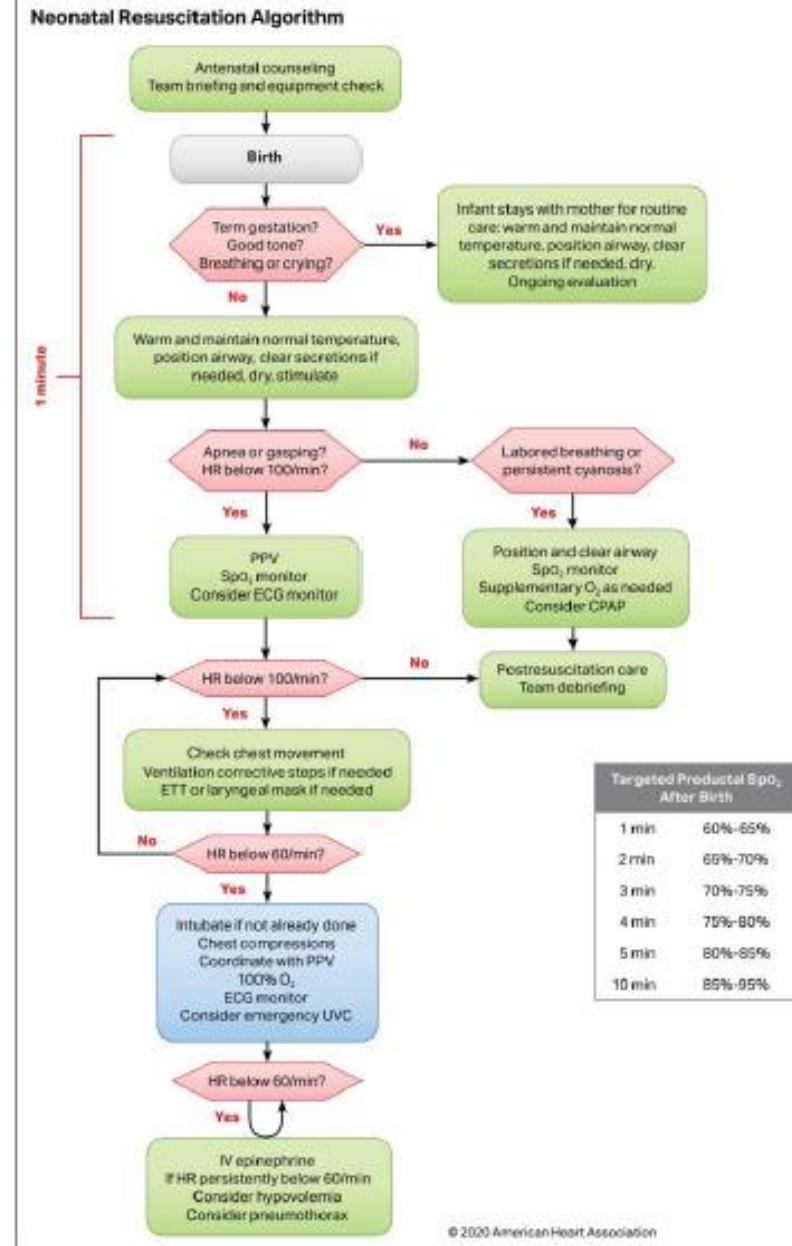 Neonatal Resuscitation Algorithm
Antenatal counseling
Team briefing and equipment check
Birth
Term gestation?
Good tone?
Breathing or crying?
Yes
Infant stays with mother for routine
care: warm and maintain normal
temperature, position airway, clear
secretions if needed, dry.
Ongoing evaluation
No
Warm and maintain normal temperature,
position airway, clear secretions if
needed, dry, stimulate
1 minute
Apnea or gasping?
HR below 100/min?
No
Labored breathing or
persistent cyanosis?
Yes
Yes
PPV
SpO₂ monitor
Consider ECG monitor
Position and clear airway
SpO₂ monitor
Supplementary O₂ as needed
Consider CPAP
HR below 100/min?
No
Postresuscitation care
Team debriefing
Yes
Check chest movement
Ventilation corrective steps if needed
ETT or laryngeal mask if needed
No
HR below 60/min?
Yes
Intubate if not already done
Chest compressions
Coordinate with PPV
100% O₂
ECG monitor
Consider emergency UVC
HR below 60/min?
Yes
IV epinephrine
If HR persistently below 60/min
Consider hypovolemia
Consider pneumothorax
Targeted Preductal SpO₂
After Birth
1 min 60%-65%
2 min 65%-70%
3 min 70%-75%
4 min 75%-80%
5 min 80%-85%
10 min 85%-95%
© 2020 American Heart Association